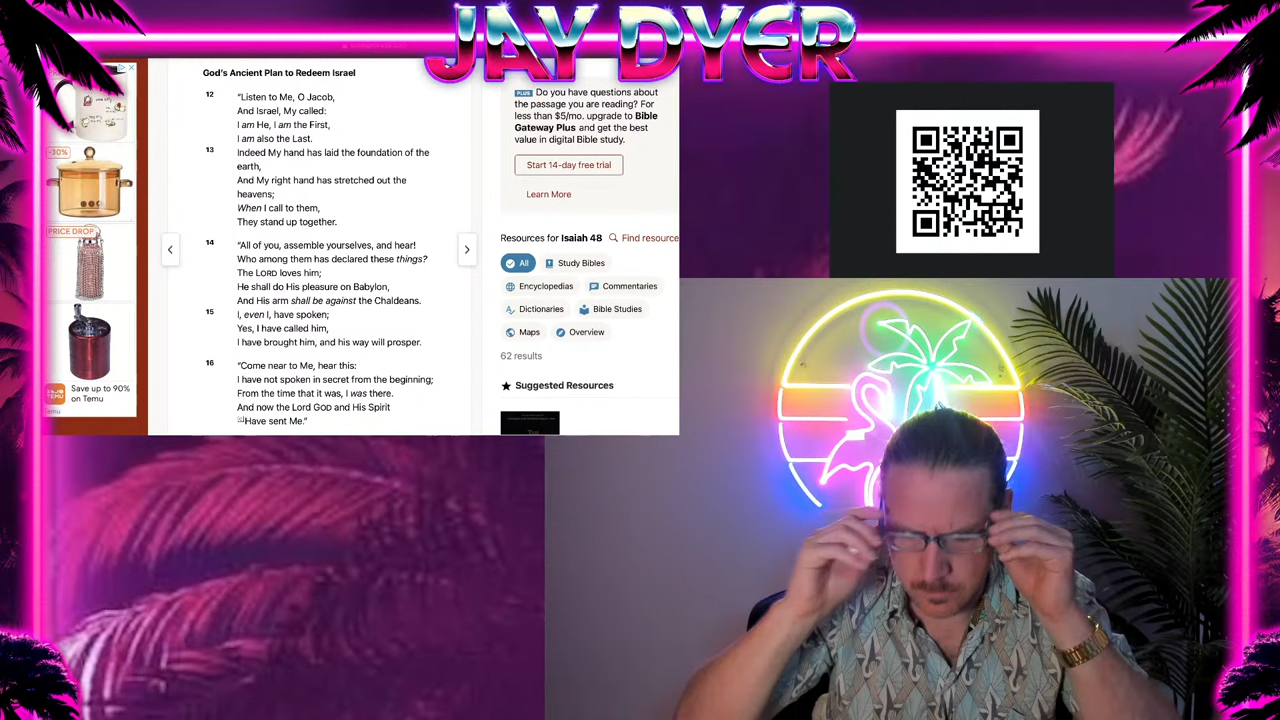 JAY DYER
God's Ancient Plan to Redeem Israel
12 "Listen to Me, O Jacob,
And Israel, My called:
I am He, I am the First,
I am also the Last.
13 Indeed My hand has laid the foundation of the
earth,
And My right hand has stretched out the
heavens;
When I call to them,
They stand up together.
14 "All of you, assemble yourselves, and hear!
Who among them has declared these things?
The LORD loves him;
He shall do His pleasure on Babylon,
And His arm shall be against the Chaldeans.
15 I, even I, have spoken;
Yes, I have called him,
I have brought him, and his way will prosper.
16 "Come near to Me, hear this:
I have not spoken in secret from the beginning;
From the time that it was, I was there.
And now the Lord GOD and His Spirit
Have sent Me."
PLUS Do you have questions about
the passage you are reading? For
less than $5/mo. upgrade to Bible
Gateway Plus and get the best
value in digital Bible study.
Start 14-day free trial
Learn More
Resources for Isaiah 48
Find resource
All
Study Bibles
Encyclopedias
Commentaries
Dictionaries
Bible Studies
Maps
Overview
62 results
Suggested Resources
-30%
PRICE DROP
TEMU
Save up to 90%
on Temu
Temu